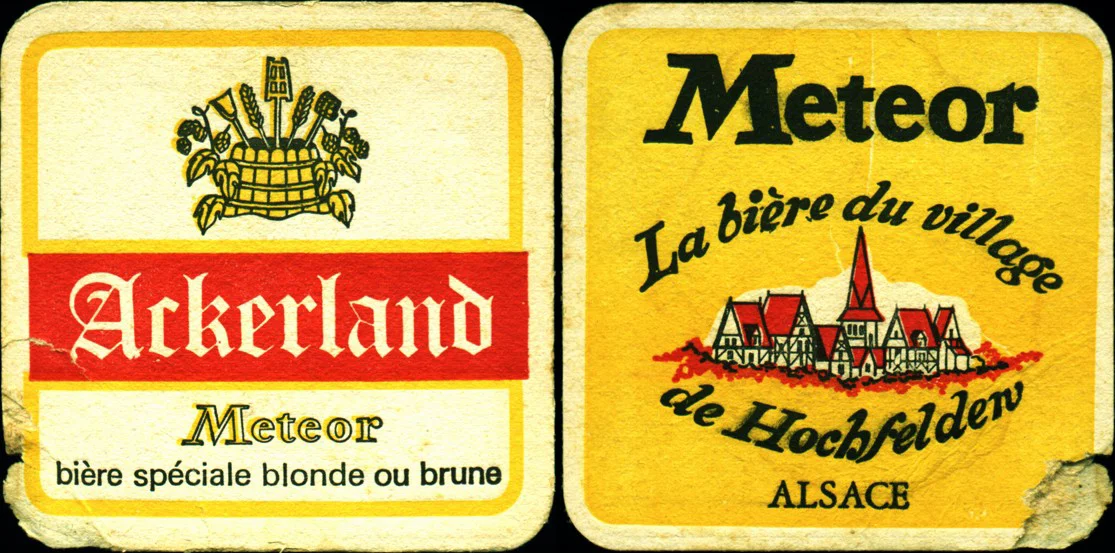 Ackerland
Meteor
bière spéciale blonde ou brune
Meteor
La bière du village
de Hochfelden
ALSACE